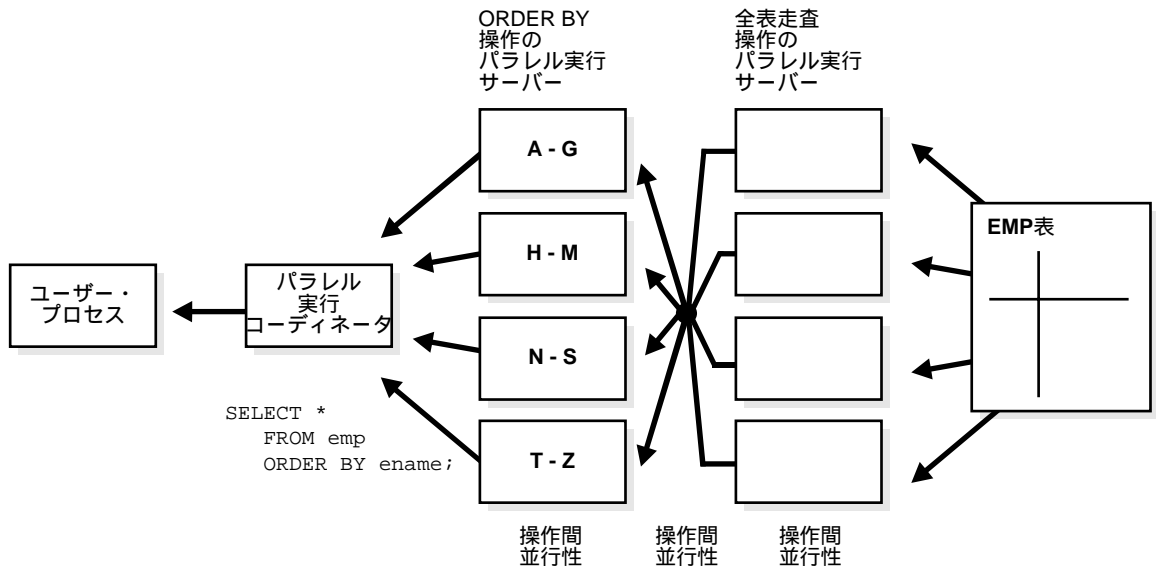 ORDER BY
操作の
パラレル実行
サーバー
全表走査
操作の
パラレル実行
サーバー
A - G
H - M
EMP表
ユーザー・
プロセス
パラレル
実行
コーディネータ
N - S
SELECT *
FROM emp
ORDER BY ename;
T - Z
操作間
並行性
操作間
並行性
操作間
並行性